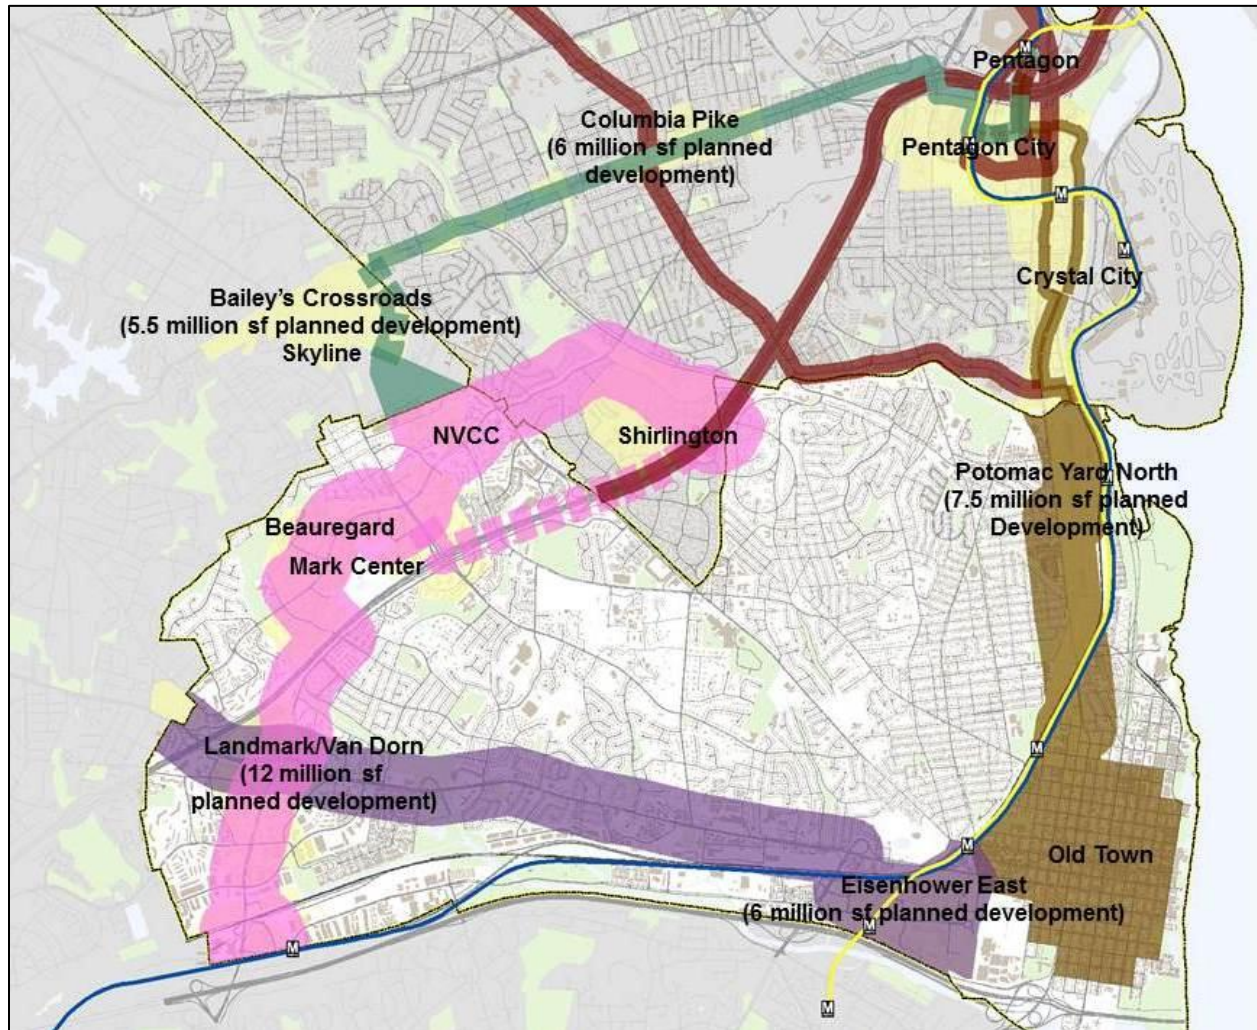 Pentagon
Columbia Pike
(6 million sf planned
development)
Pentagon City
Crystal City
Bailey's Crossroads
(5.5 million sf planned development)
Skyline
NVCC
Shirlington
Potomac Yard North
(7.5 million sf planned
Development)
Beauregard
Mark Center
Landmark/Van Dorn
(12 million sf
planned development)
Old Town
Eisenhower East
(6 million sf planned development)
M
M
M
M
M
M
M
M
M